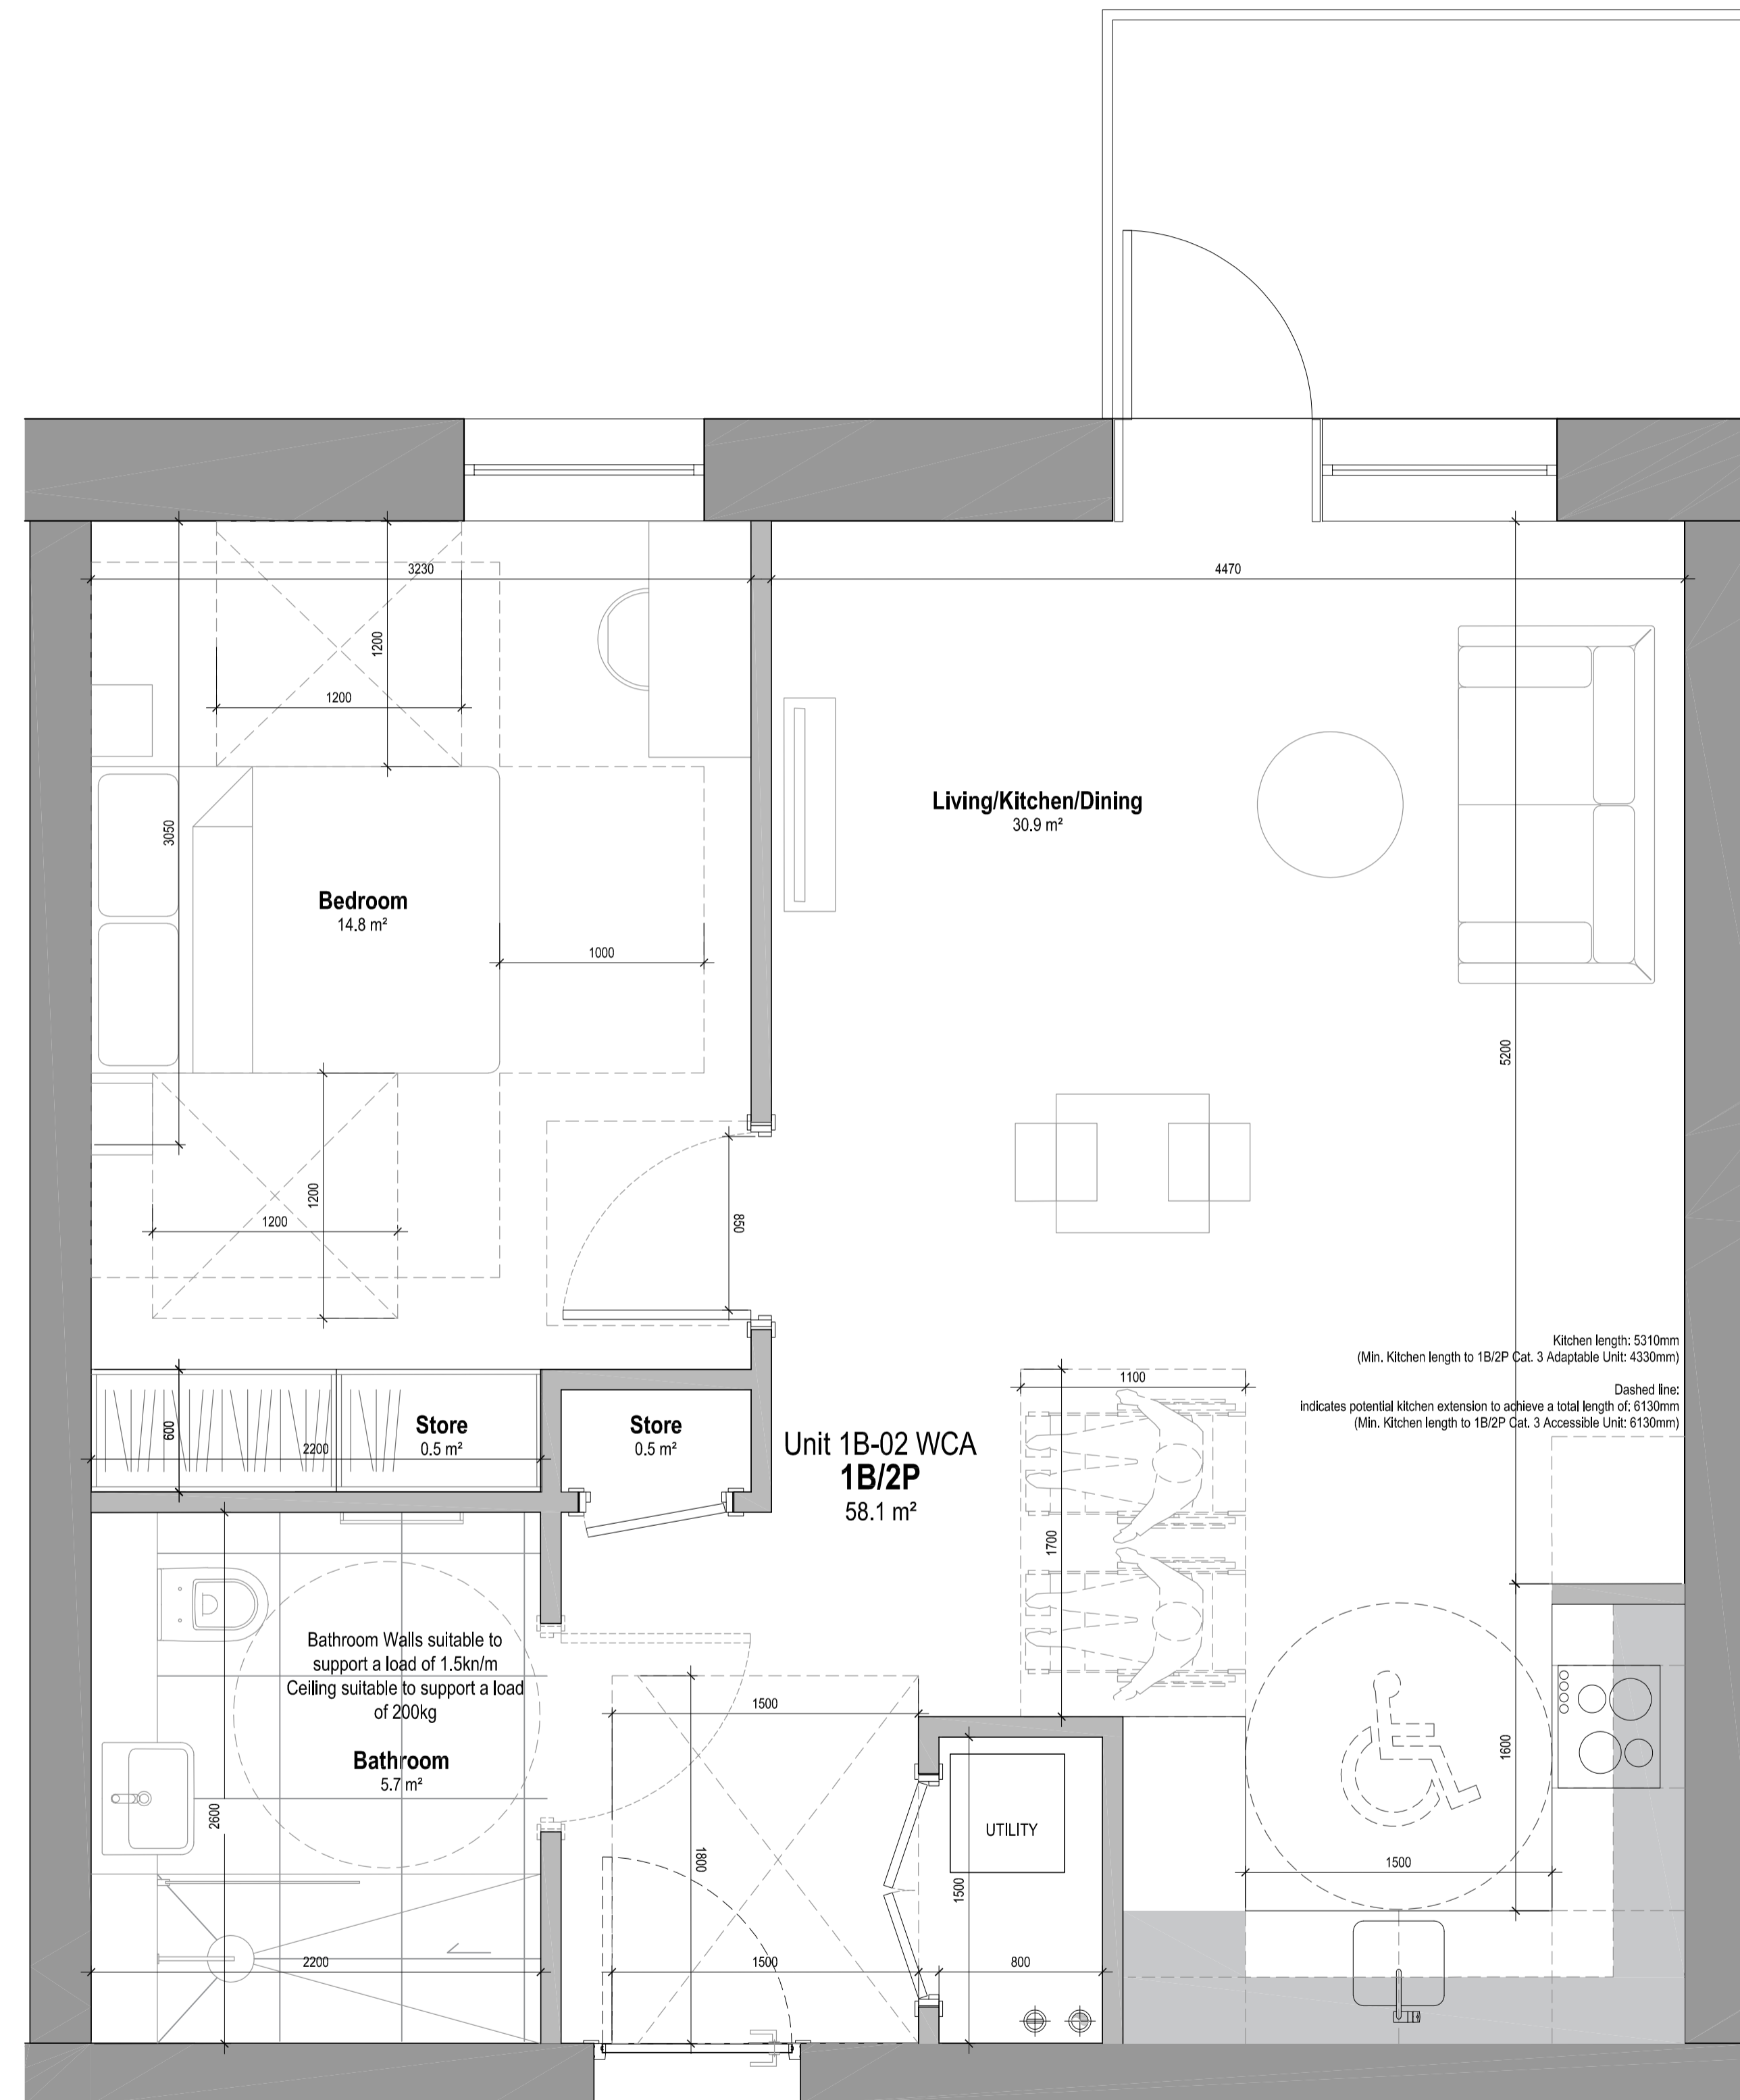 3230
4470
1200
1200
3050
Living/Kitchen/Dining
30.9 m²
Bedroom
14.8 m²
1000
5200
1200
1200
850
Kitchen length: 5310mm
(Min. Kitchen length to 1B/2P Cat. 3 Adaptable Unit: 4330mm)
Dashed line:
indicates potential kitchen extension to achieve a total length of: 6130mm
(Min. Kitchen length to 1B/2P Cat. 3 Accessible Unit: 6130mm)
1100
600
2200
Store
0.5 m²
Store
0.5 m²
Unit 1B-02 WCA
1B/2P
58.1 m²
1700
Bathroom Walls suitable to
support a load of 1.5kn/m
Ceiling suitable to support a load
of 200kg
Bathroom
5.7 m²
2600
1500
1800
1600
UTILITY
1500
1500
2200
1500
800